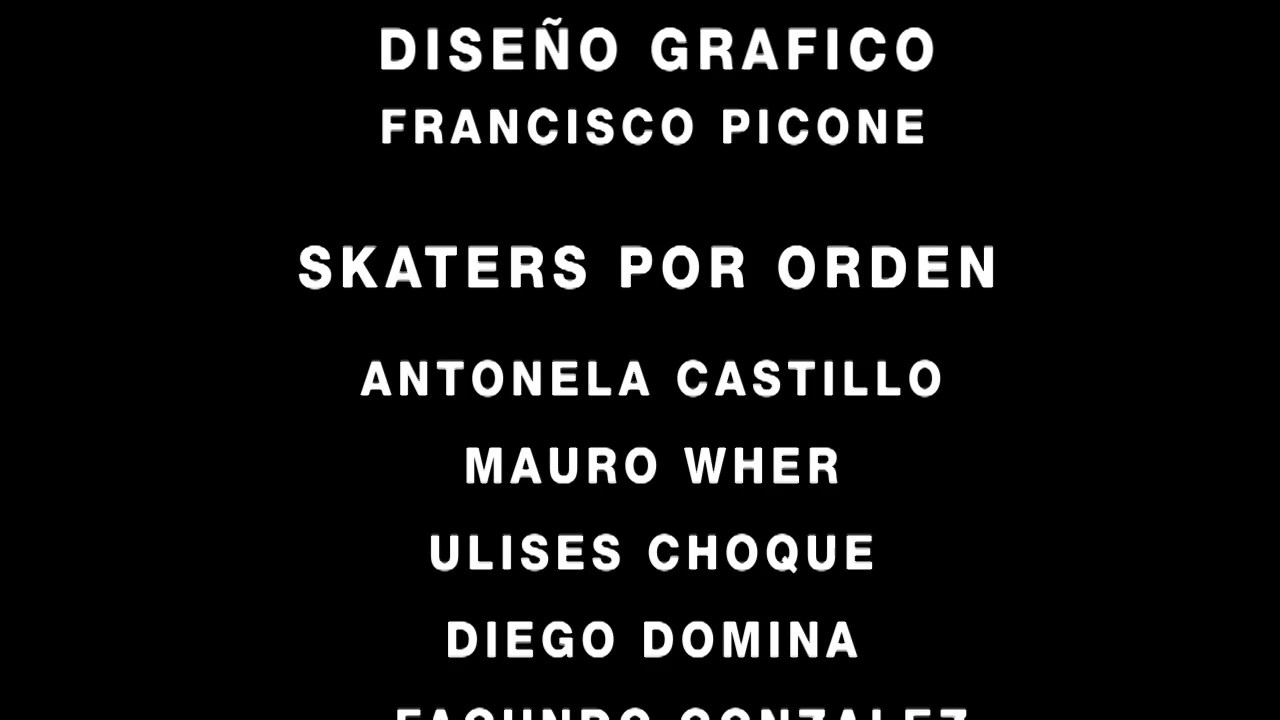 DISEÑO GRAFICO
FRANCISCO PICONE
SKATERS POR ORDEN
ANTONELA CASTILLO
MAURO WHER
ULISES CHOQUE
DIEGO DOMINA
FACUNDO GONZALEZ